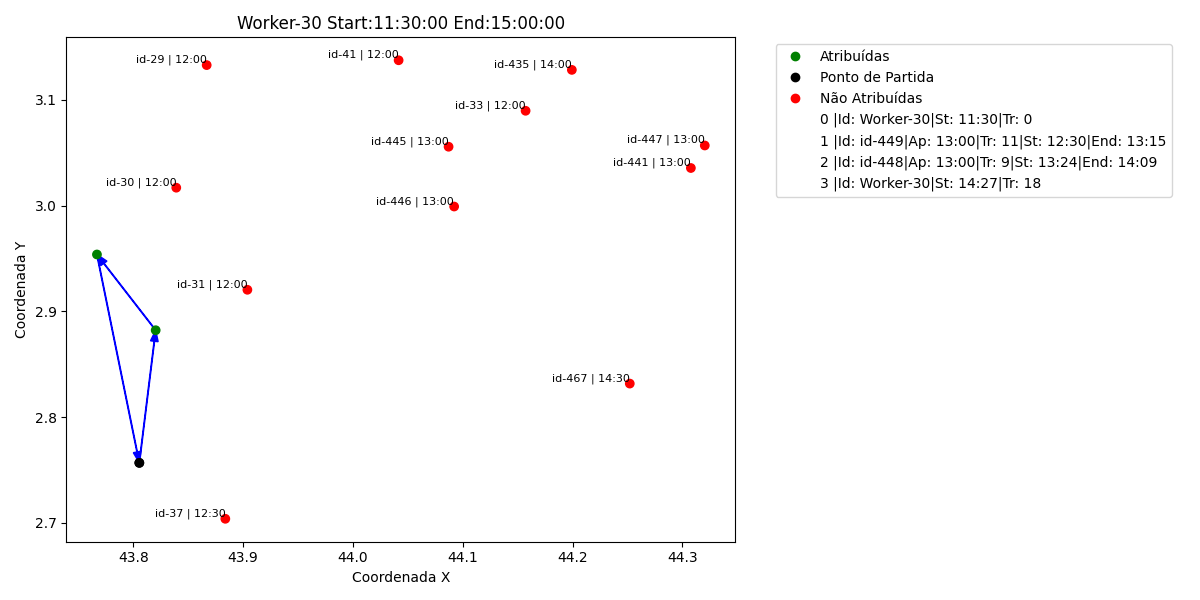 Worker-30 Start:11:30:00 End:15:00:00
id-29 | 12:00
id-41 | 12:00
id-435 | 14:00
id-33 | 12:00
id-445 | 13:00
id-447 | 13:00
id-441 | 13:00
id-30 | 12:00
id-446 | 13:00
id-31 | 12:00
id-467 | 14:30
id-37 | 12:30
3.1
3.0
2.9
2.8
2.7
Coordenada Y
43.8 43.9 44.0 44.1 44.2 44.3
Coordenada X
Atribuídas
Ponto de Partida
Não Atribuídas
0 |Id: Worker-30|St: 11:30|Tr: 0
1 |Id: id-449|Ap: 13:00|Tr: 11|St: 12:30|End: 13:15
2 |Id: id-448|Ap: 13:00|Tr: 9|St: 13:24|End: 14:09
3 |Id: Worker-30|St: 14:27|Tr: 18